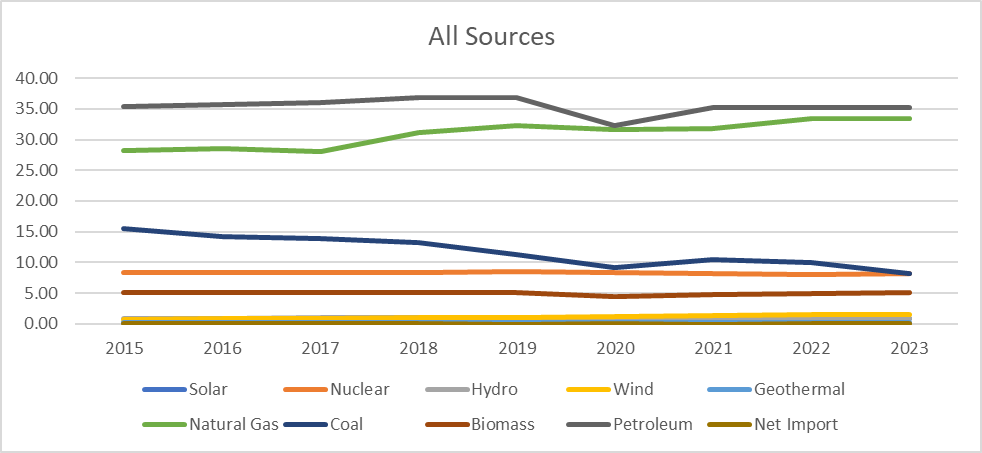 All Sources
40.00
35.00
30.00
25.00
20.00
15.00
10.00
5.00
0.00
2015 2016 2017 2018 2019 2020 2021 2022 2023
Solar Nuclear Hydro Wind Geothermal
Natural Gas Coal Biomass Petroleum Net Import